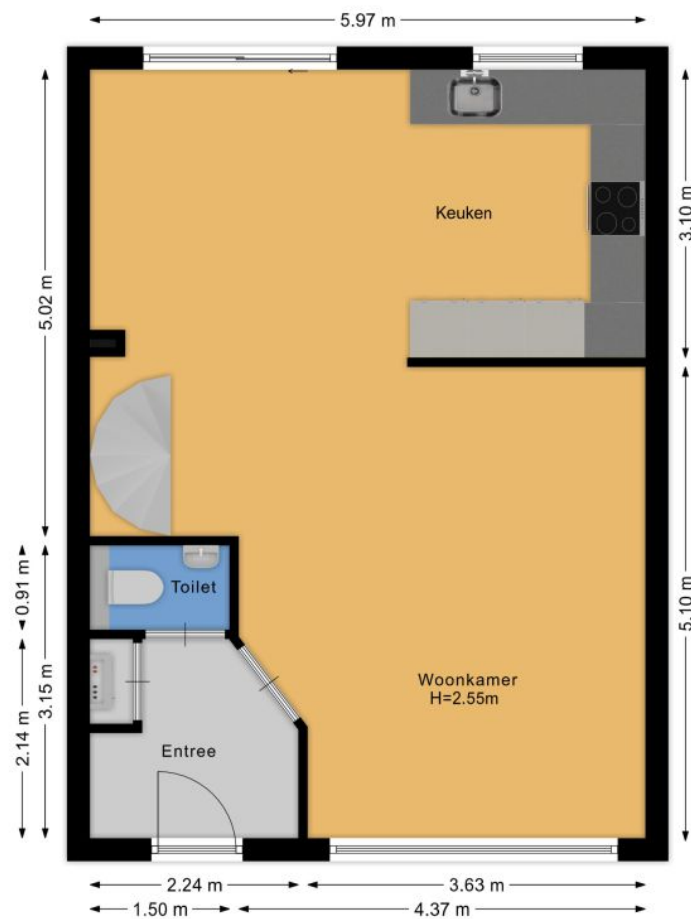 5.97 m
Keuken
3.10 m
5.02 m
0.91 m
Toilet
3.15 m
2.14 m
Woonkamer
H=2.55m
5.10 m
Entree
2.24 m
3.63 m
1.50 m
4.37 m